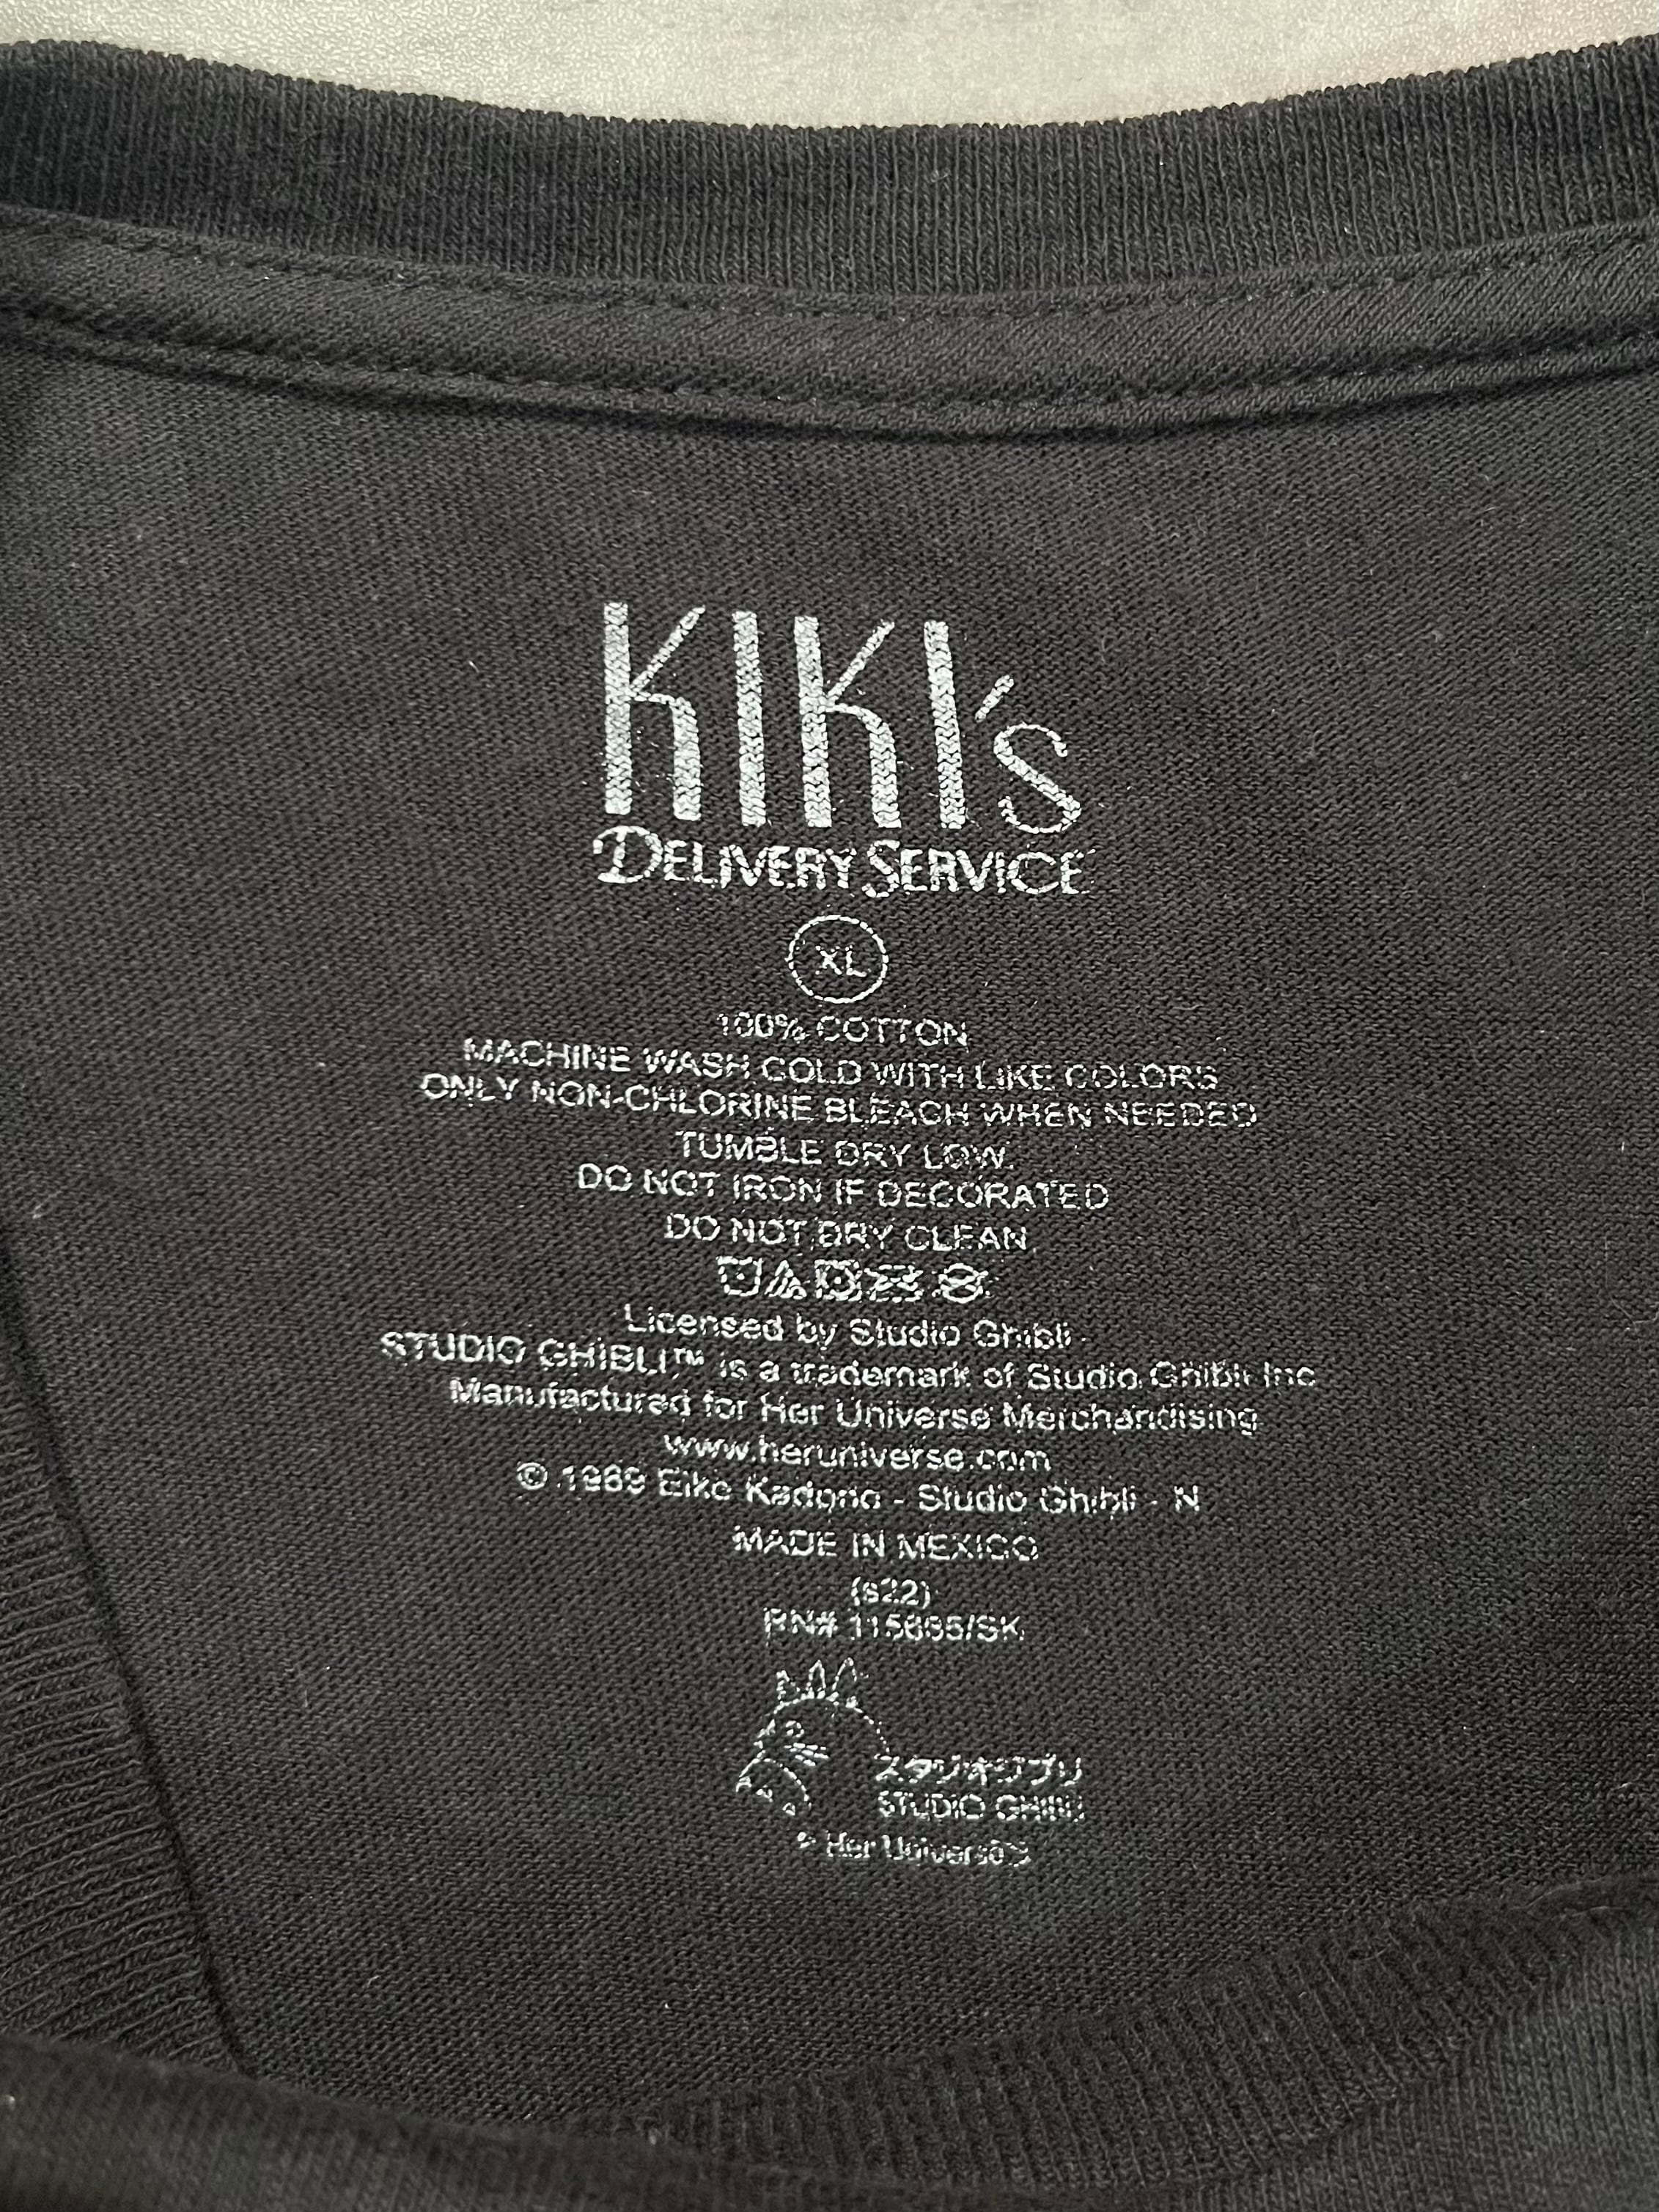 KIKI's
DELIVERY SERVICE
XL
100% COTTON
MACHINE WASH COLD WITH LIKE COLORS
ONLY NON-CHLORINE BLEACH WHEN NEEDED
TUMBLE DRY LOW.
DO NOT IRON IF DECORATED
DO NOT DRY CLEAN.
Licensed by Studio Ghibli
STUDIO GHIBLI™ is a trademark of Studio Ghibli Inc
Manufactured for Her Universe Merchandising
www.heruniverse.com
© 1989 Eiko Kadono - Studio Ghibli - N
MADE IN MEXICO
(s22)
RN#
スタジオジブリ
STUDIO GHIBLI
Her Universe